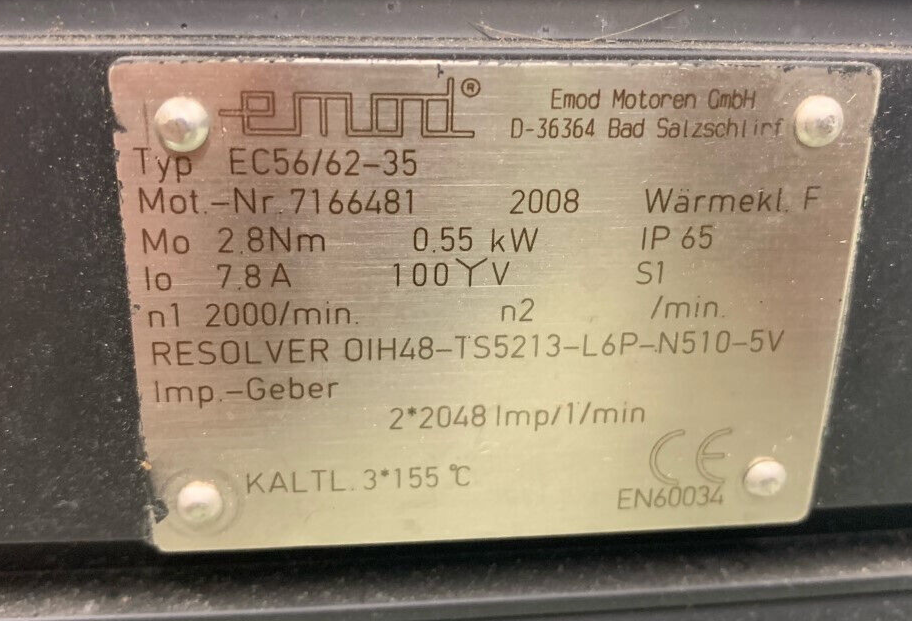 emod®
Emod Motoren GmbH
D-36364 Bad Salzschlirf
Typ EC56/62-35
Mot.-Nr. 7166481 2008 Wärmekl. F
Mo 2.8Nm 0.55 kW IP 65
Io 7.8 A 100 Y V S1
n1 2000/min. n2 /min.
RESOLVER OIH48-TS5213-L6P-N510-5V
Imp.-Geber
2*2048 Imp/1/min
KALTL. 3*155 °C
CE
EN60034